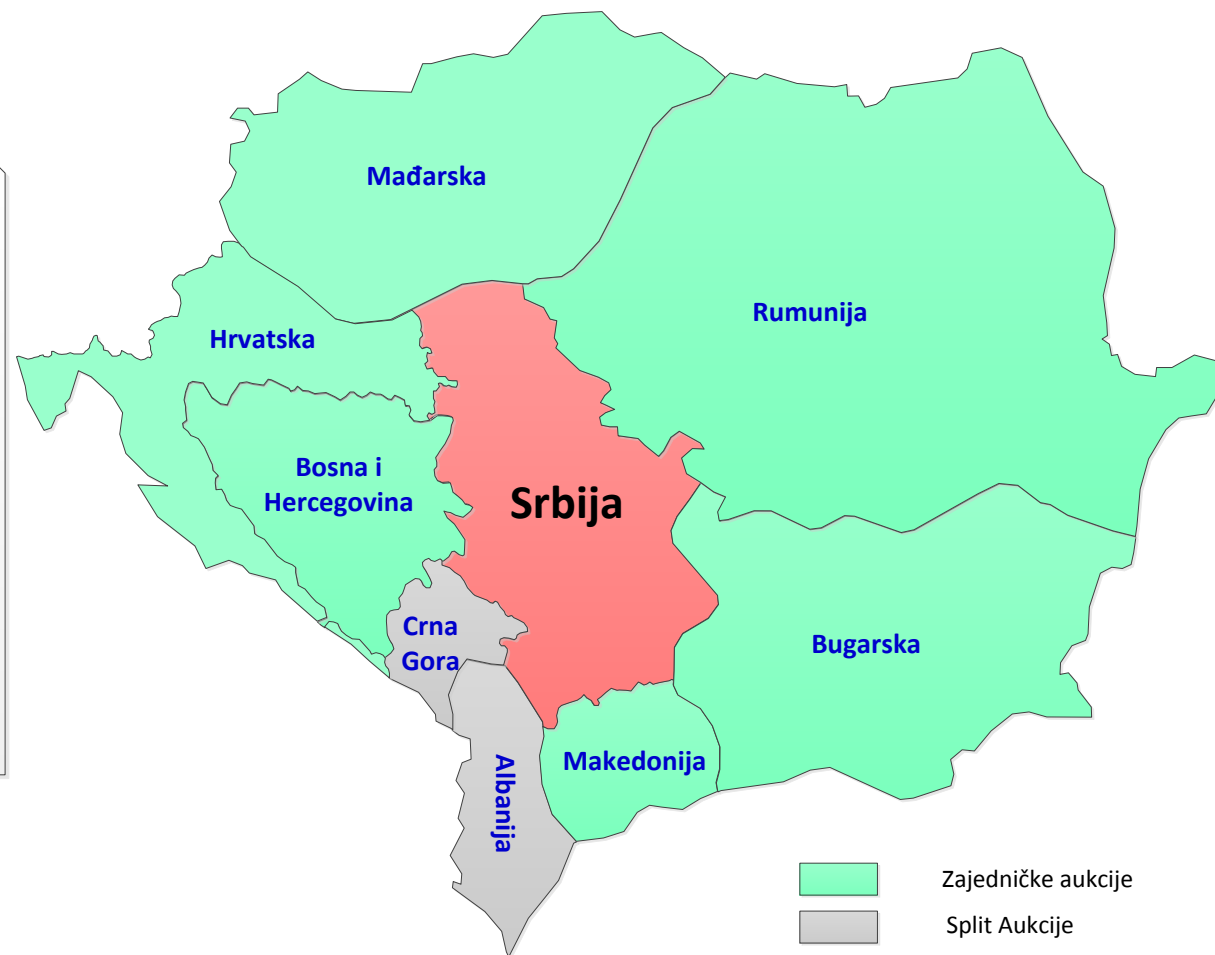 Mađarska
Rumunija
Hrvatska
Bosna i
Hercegovina
Srbija
Crna
Gora
Bugarska
Albanija
Makedonija
Zajedničke aukcije
Split Aukcije